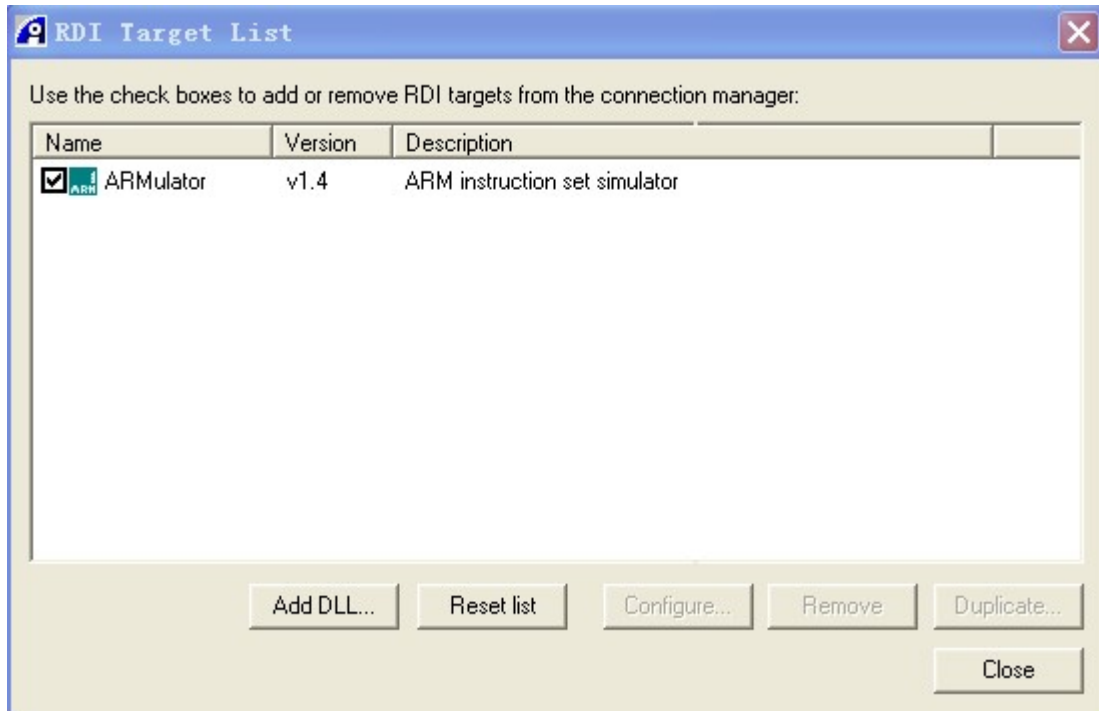 RDI Target List
Use the check boxes to add or remove RDI targets from the connection manager:
Name Version Description
ARMulator v1.4 ARM instruction set simulator
Add DLL... Reset list Configure... Remove Duplicate...
Close